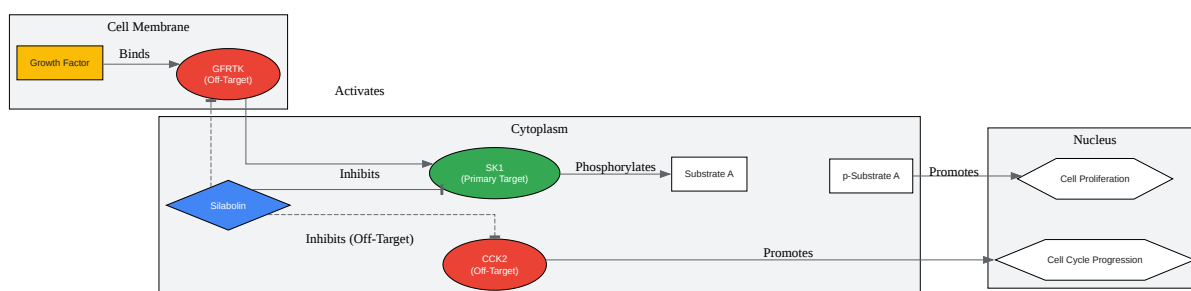 Cell Membrane
Growth Factor
Binds
GFRTK
(Off-Target)
Activates
Cytoplasm
SK1
(Primary Target)
Phosphorylates
Substrate A
p-Substrate A
Promotes
Nucleus
Cell Proliferation
Inhibits
Silabolin
Inhibits (Off-Target)
CCK2
(Off-Target)
Promotes
Cell Cycle Progression